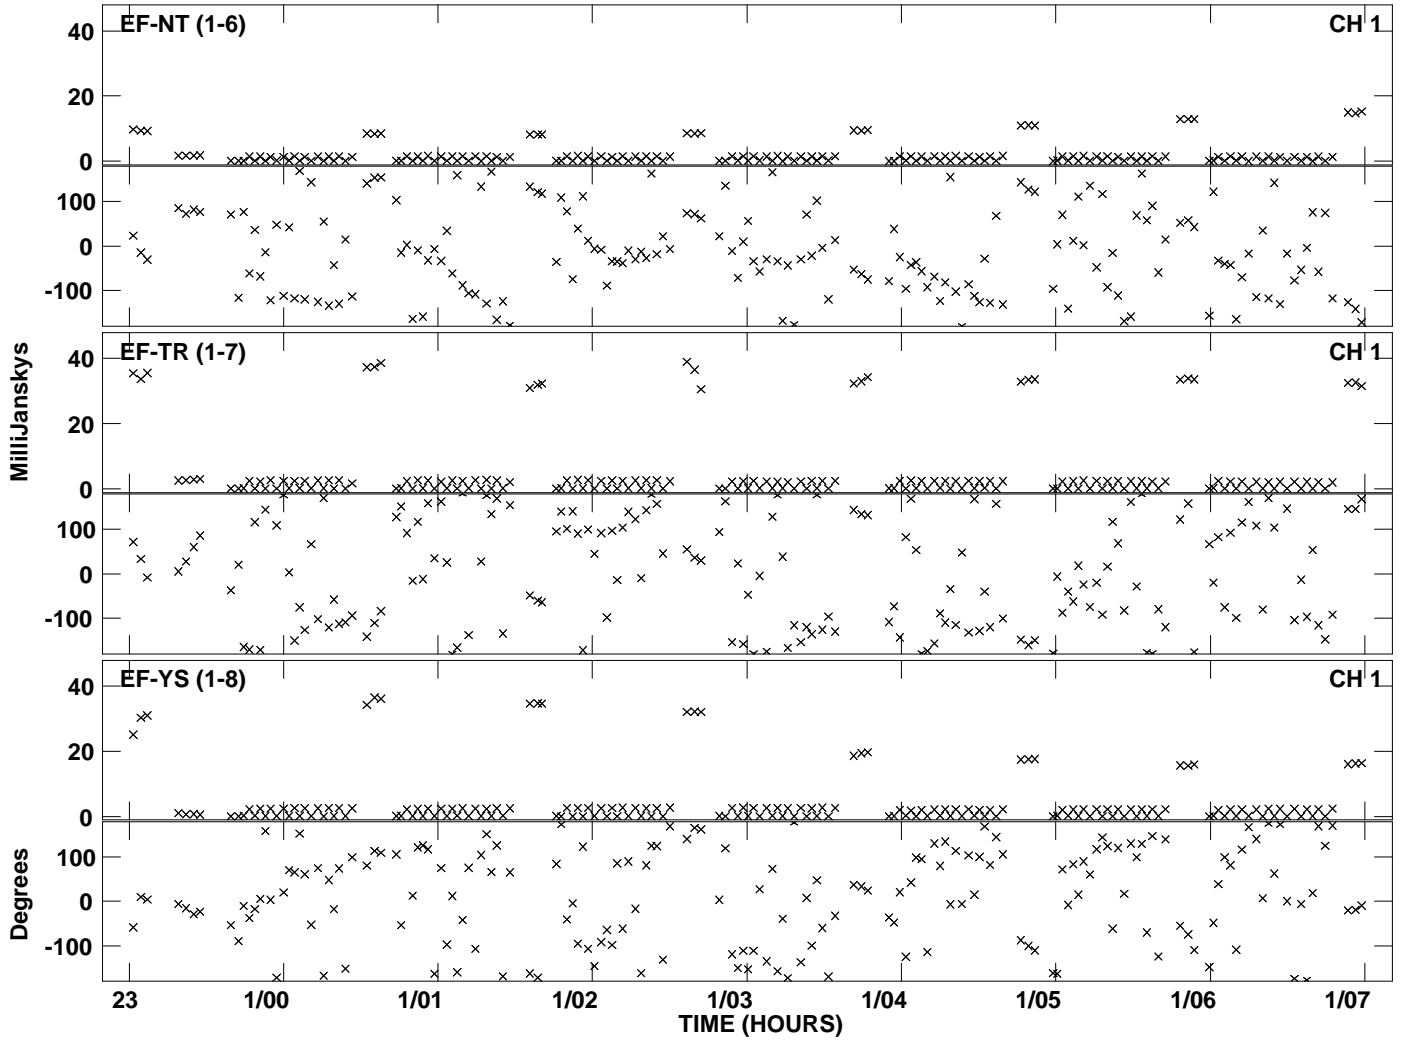 EF-NT (1-6) CH 1
40
20
0
100
0
-100
EF-TR (1-7) CH 1
40
20
0
100
0
-100
MilliJanskys
EF-YS (1-8) CH 1
40
20
0
100
0
-100
Degrees
23 1/00 1/01 1/02 1/03 1/04 1/05 1/06 1/07
TIME (HOURS)